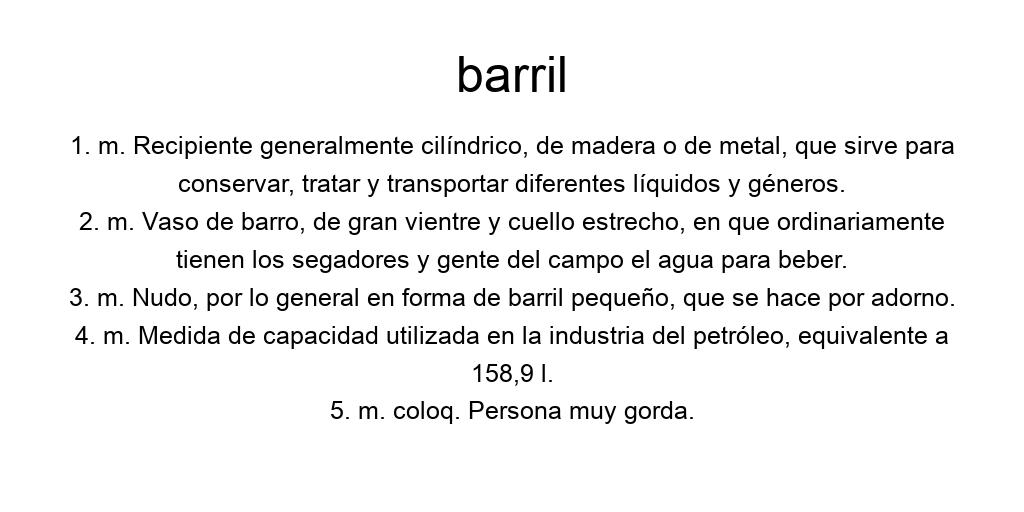 barril
1. m. Recipiente generalmente cilíndrico, de madera o de metal, que sirve para
conservar, tratar y transportar diferentes líquidos y géneros.
2. m. Vaso de barro, de gran vientre y cuello estrecho, en que ordinariamente
tienen los segadores y gente del campo el agua para beber.
3. m. Nudo, por lo general en forma de barril pequeño, que se hace por adorno.
4. m. Medida de capacidad utilizada en la industria del petróleo, equivalente a
158,9 l.
5. m. coloq. Persona muy gorda.